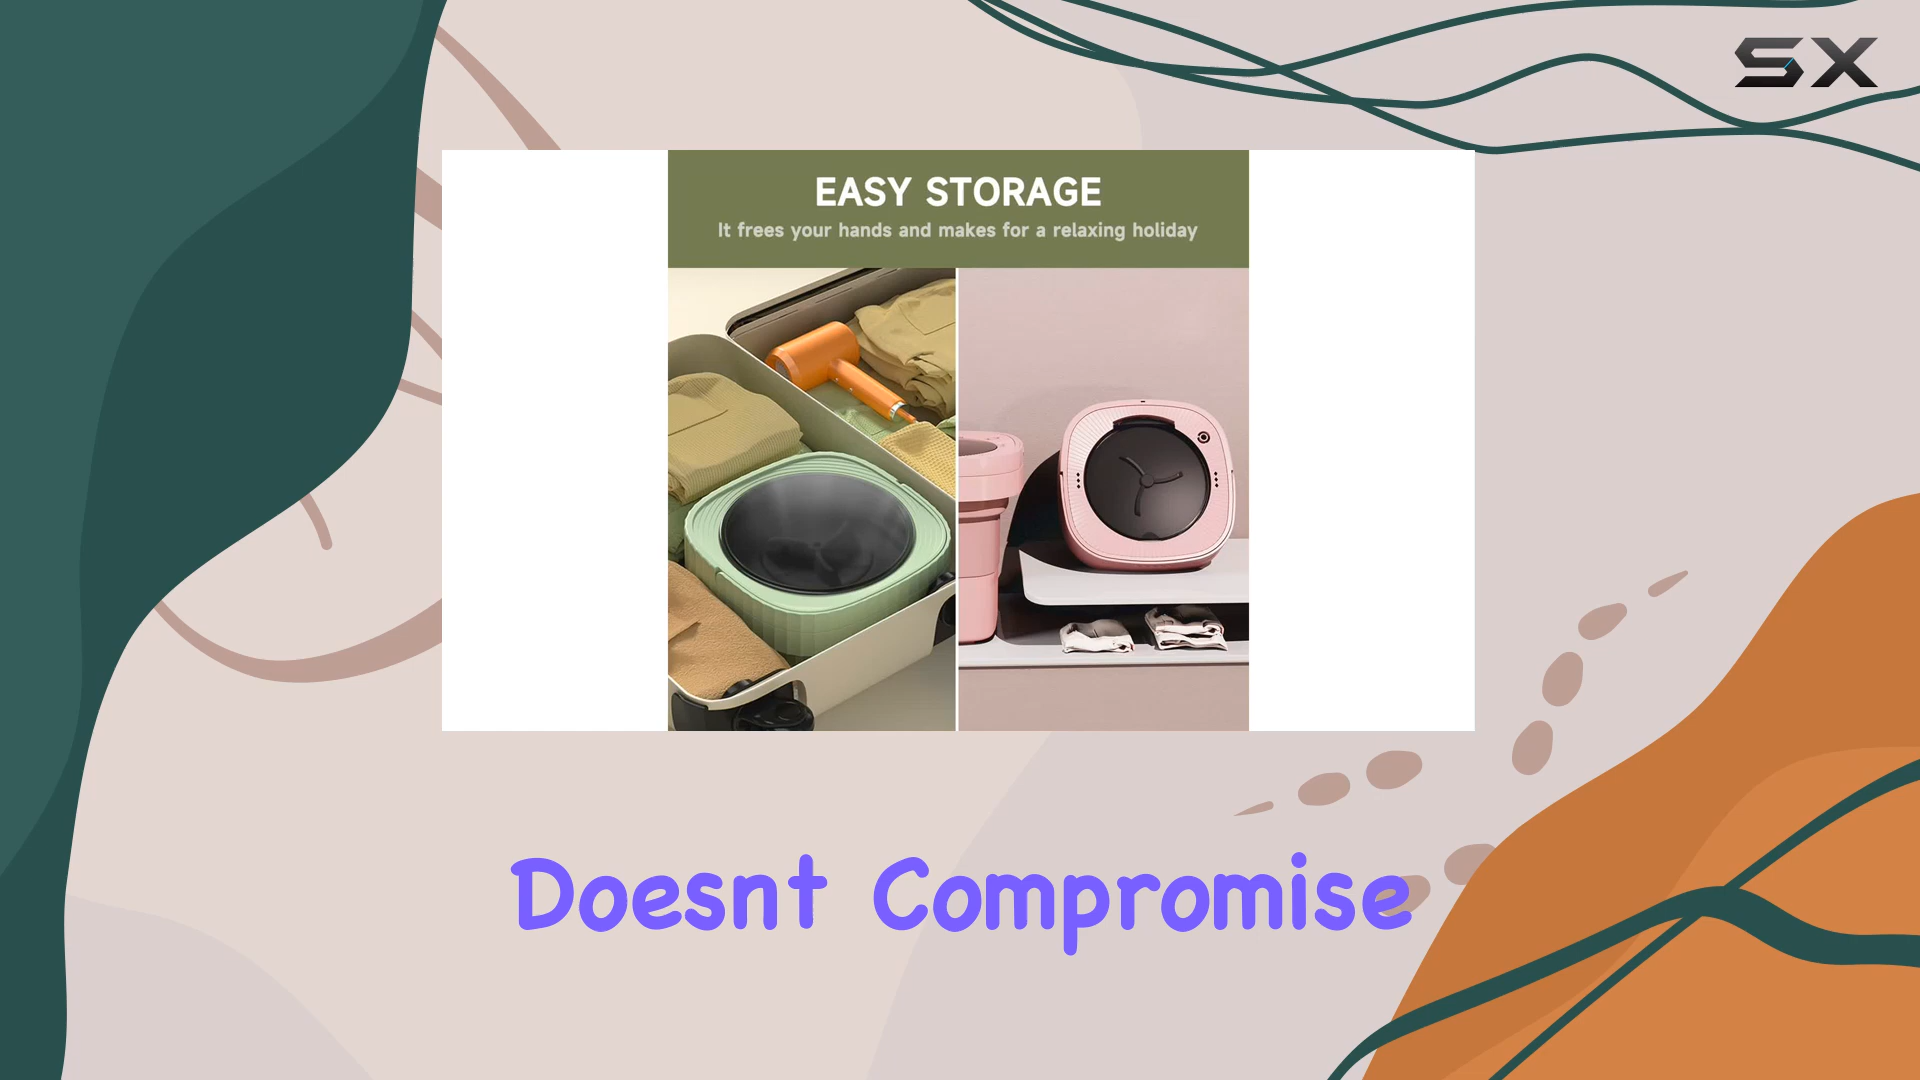 SX
EASY STORAGE
It frees your hands and makes for a relaxing holiday
Doesnt Compromise